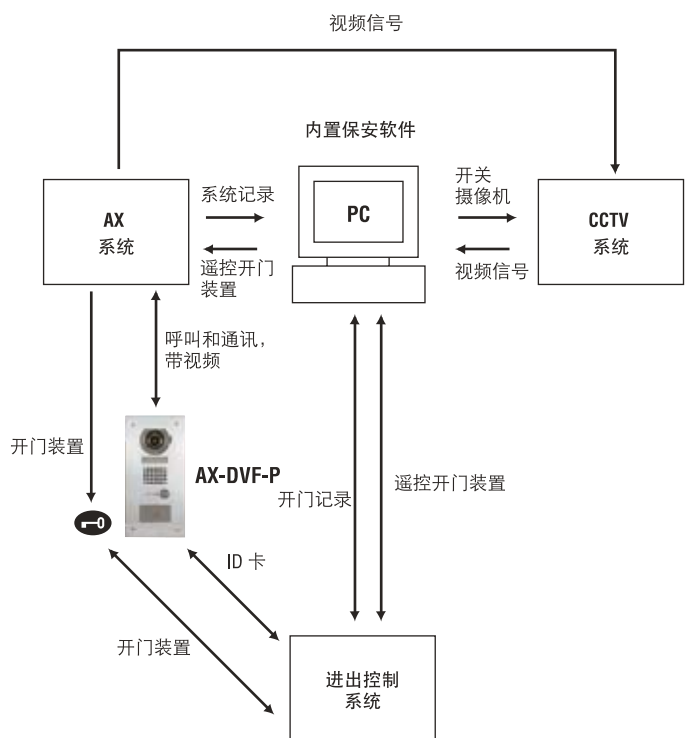 视频信号
内置保安软件
AX
系统
系统记录
遥控开门
装置
PC
开关
摄像机
视频信号
CCTV
系统
呼叫和通讯，
带视频
开门装置
AX-DVF-P
开门记录
遥控开门装置
ID 卡
开门装置
进出控制
系统